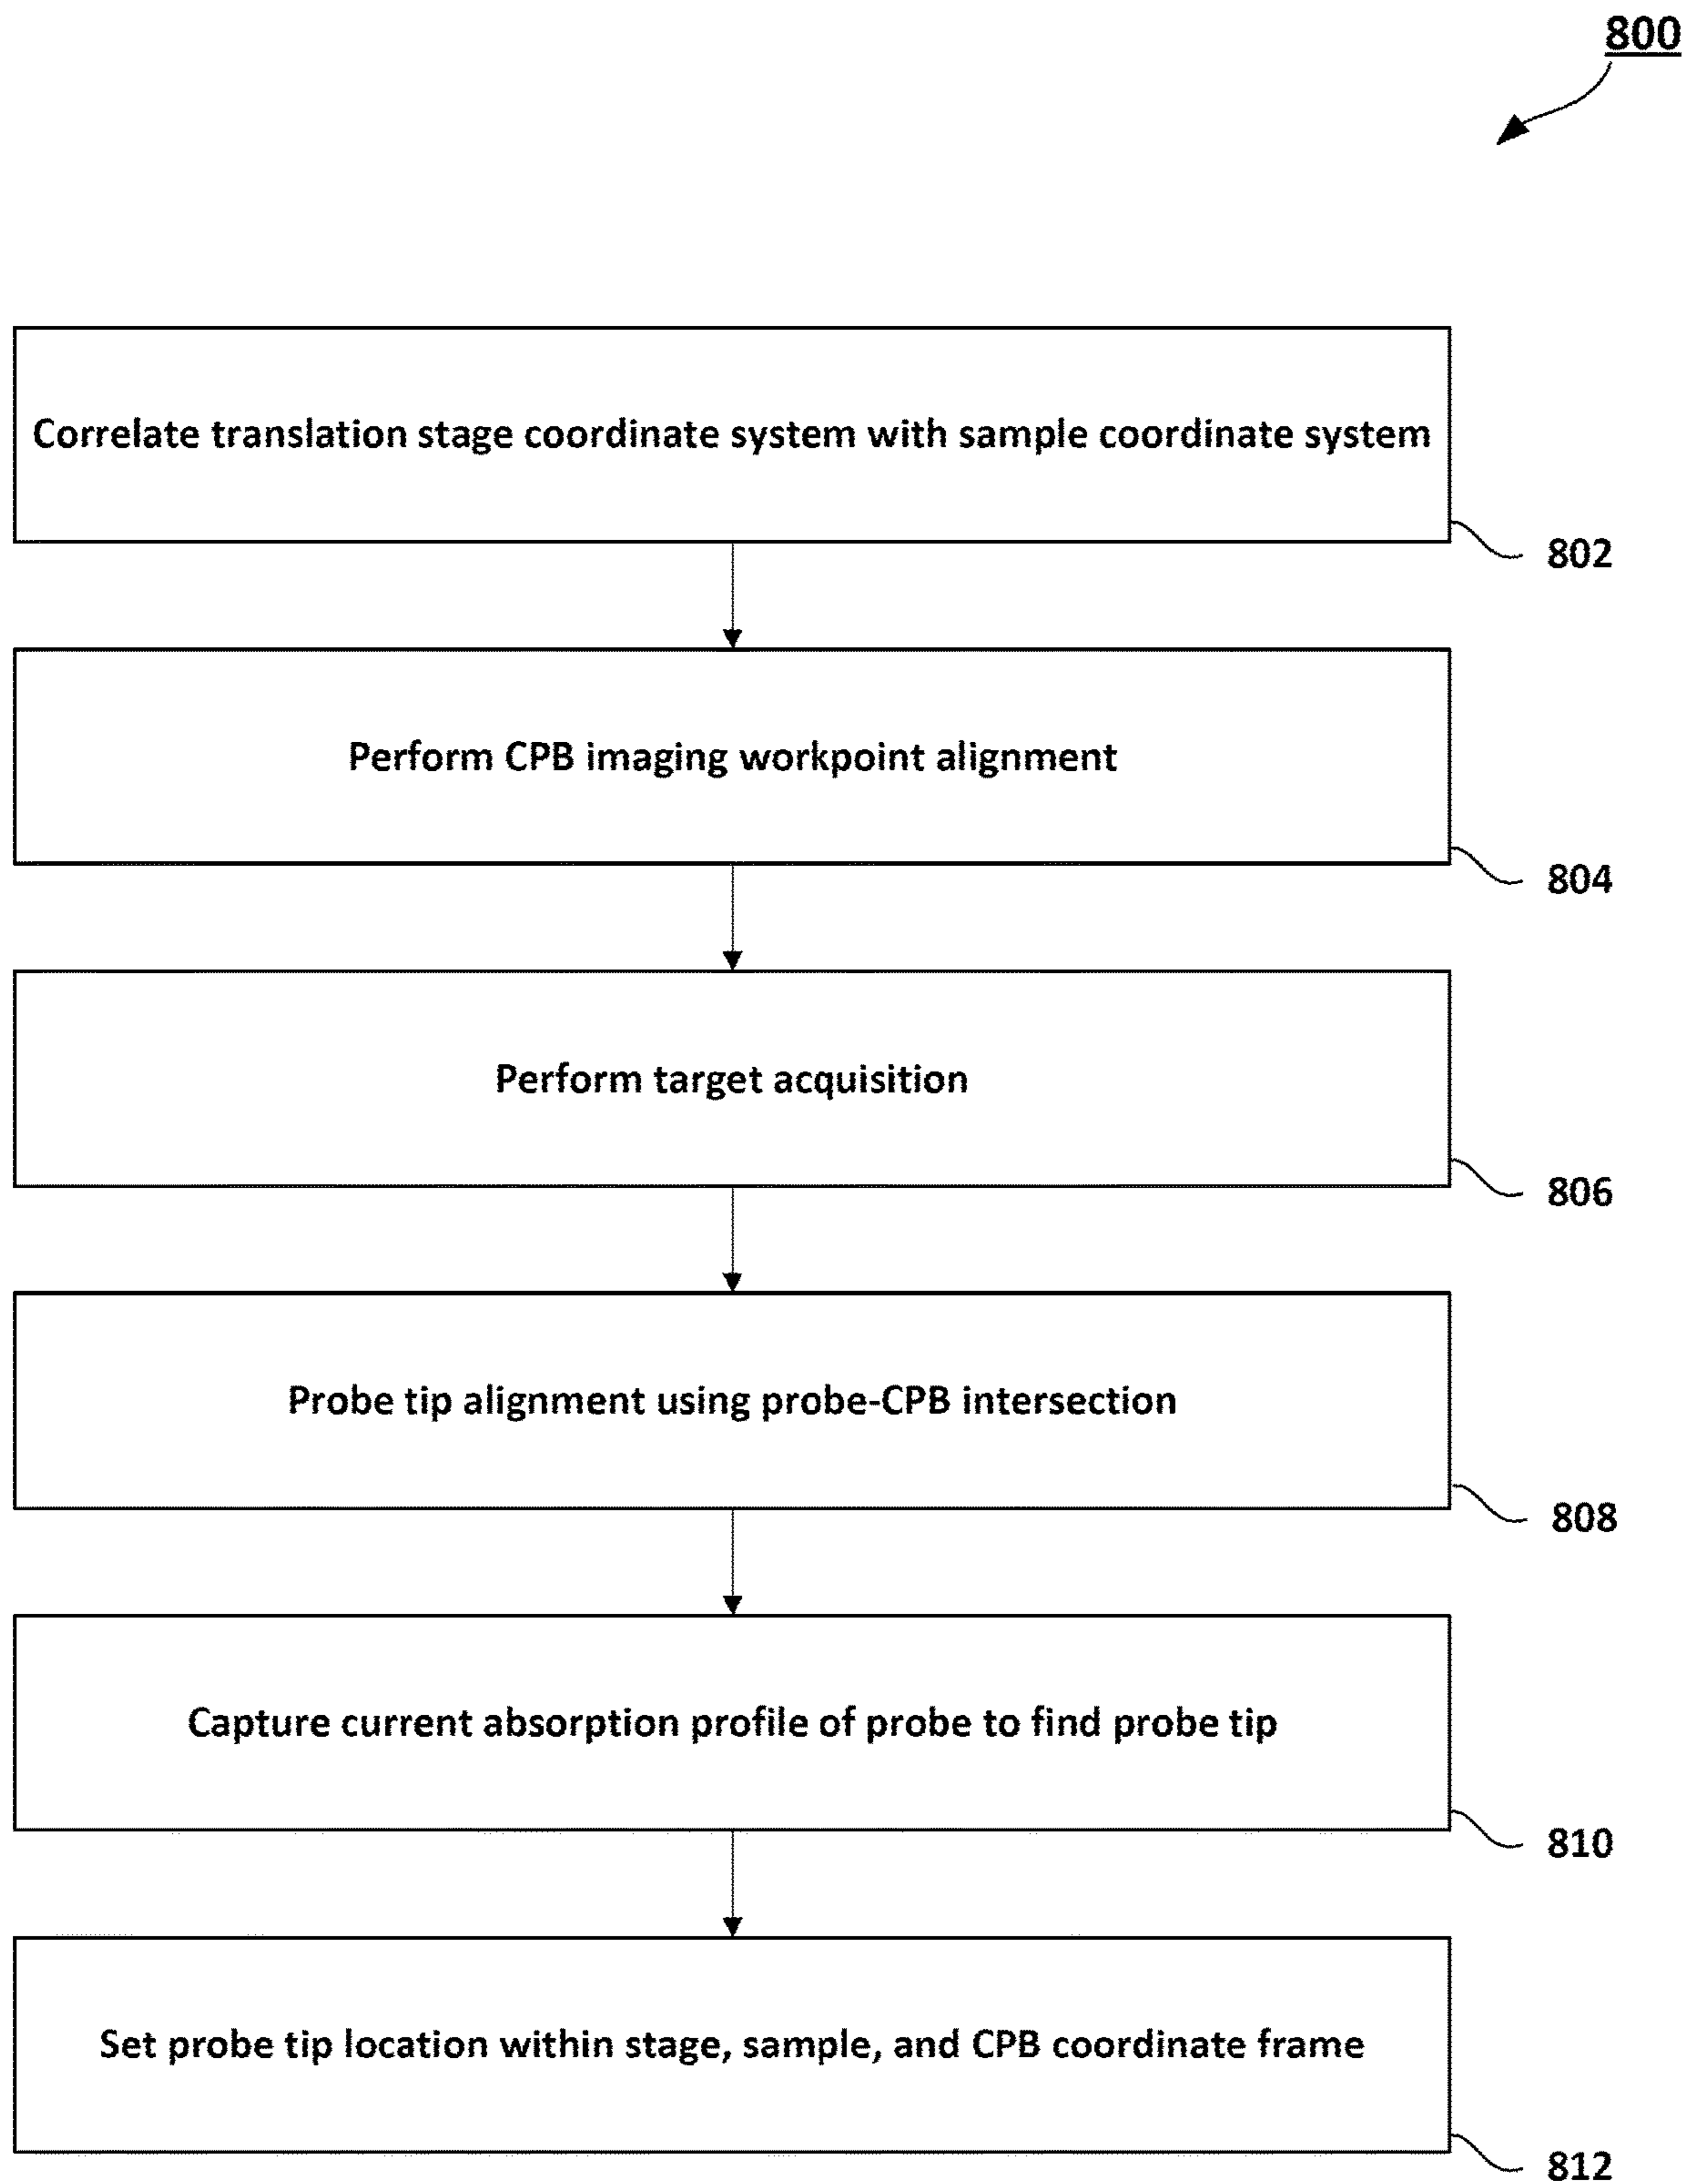 800
Correlate translation stage coordinate system with sample coordinate system
802
Perform CPB imaging workpoint alignment
804
Perform target acquisition
806
Probe tip alignment using probe-CPB intersection
808
Capture current absorption profile of probe to find probe tip
810
Set probe tip location within stage, sample, and CPB coordinate frame
812